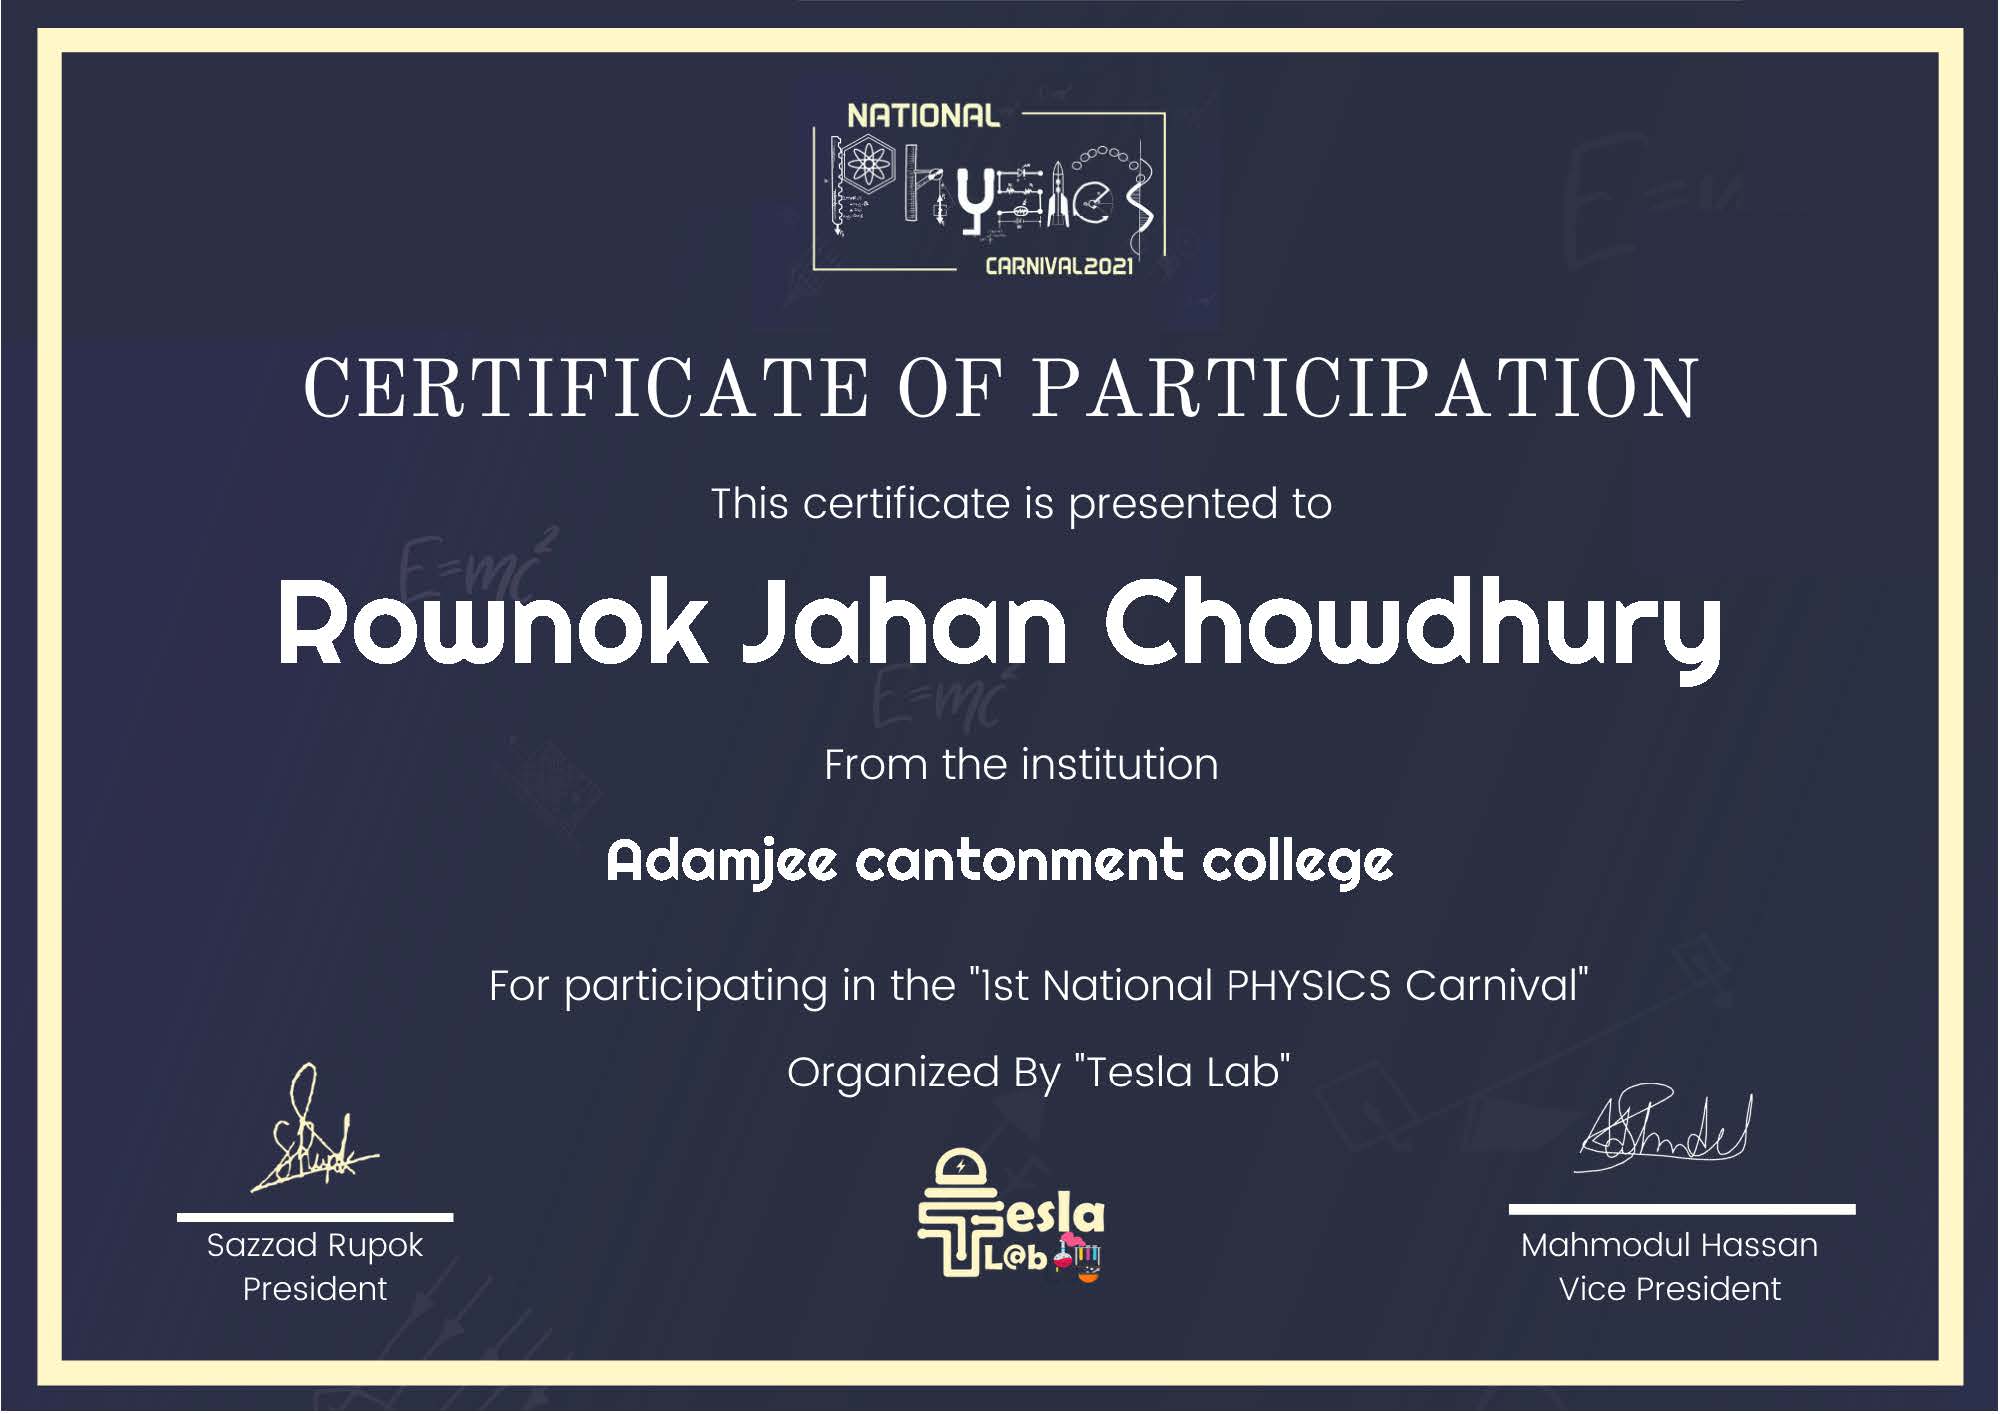 NATIONAL
Physics
CARNIVAL2021
CERTIFICATE OF PARTICIPATION
This certificate is presented to
E=mc²
E=m
Rownok Jahan Chowdhury
E=mc²
From the institution
Adamjee cantonment college
For participating in the "1st National PHYSICS Carnival"
Organized By "Tesla Lab"
Tesla
L@b
Sazzad Rupok
President
Mahmodul Hassan
Vice President